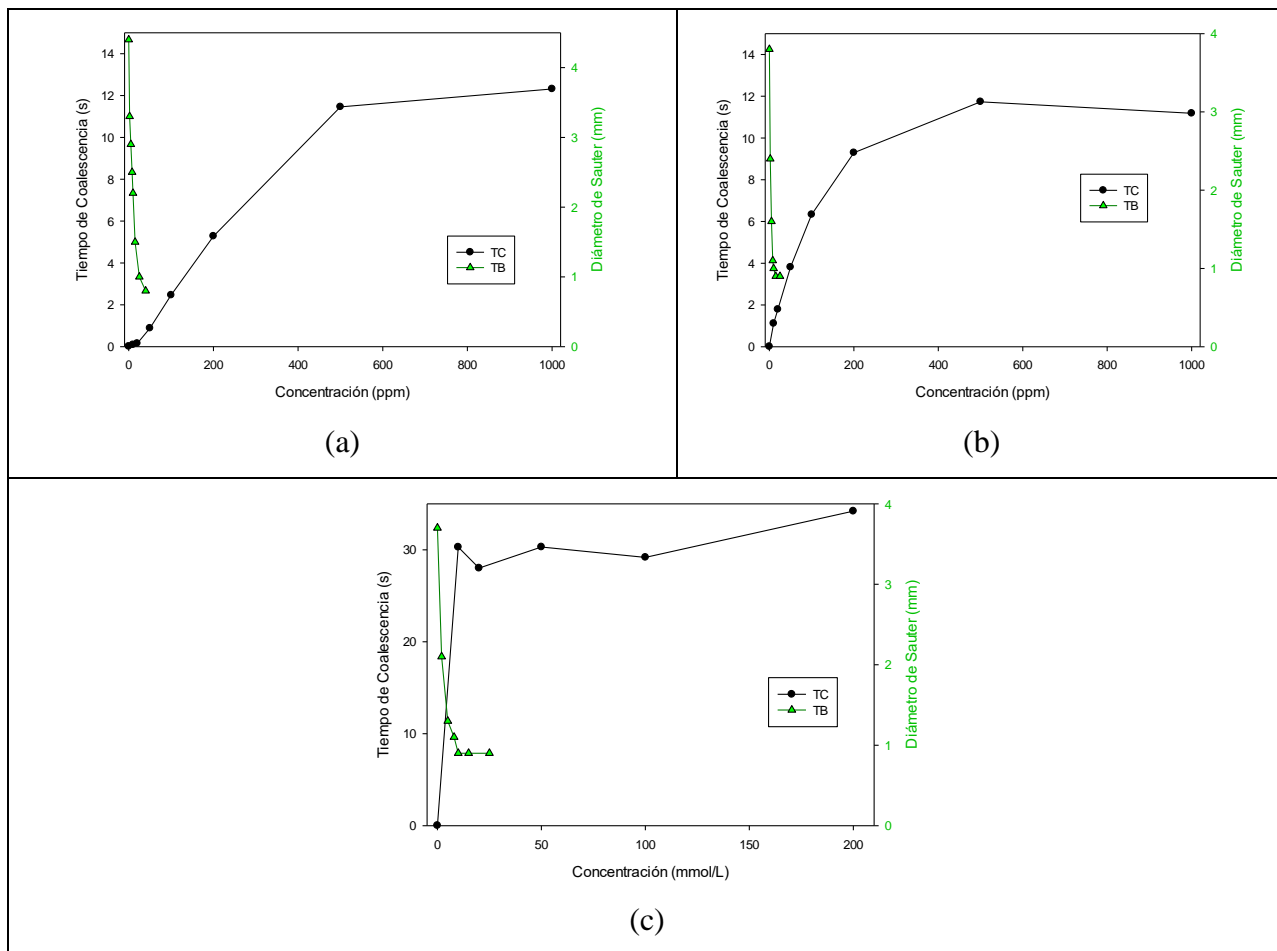 14
12
10
8
6
4
2
0
Tiempo de Coalescencia (s)
4
3
2
1
0
Diámetro de Sauter (mm)
TC
TB
0 200 400 600 800 1000
Concentración (ppm)
(a)
14
12
10
8
6
4
2
0
Tiempo de Coalescencia (s)
4
3
2
1
0
Diámetro de Sauter (mm)
TC
TB
0 200 400 600 800 1000
Concentración (ppm)
(b)
30
20
10
0
Tiempo de Coalescencia (s)
4
3
2
1
0
Diámetro de Sauter (mm)
TC
TB
0 50 100 150 200
Concentración (mmol/L)
(c)